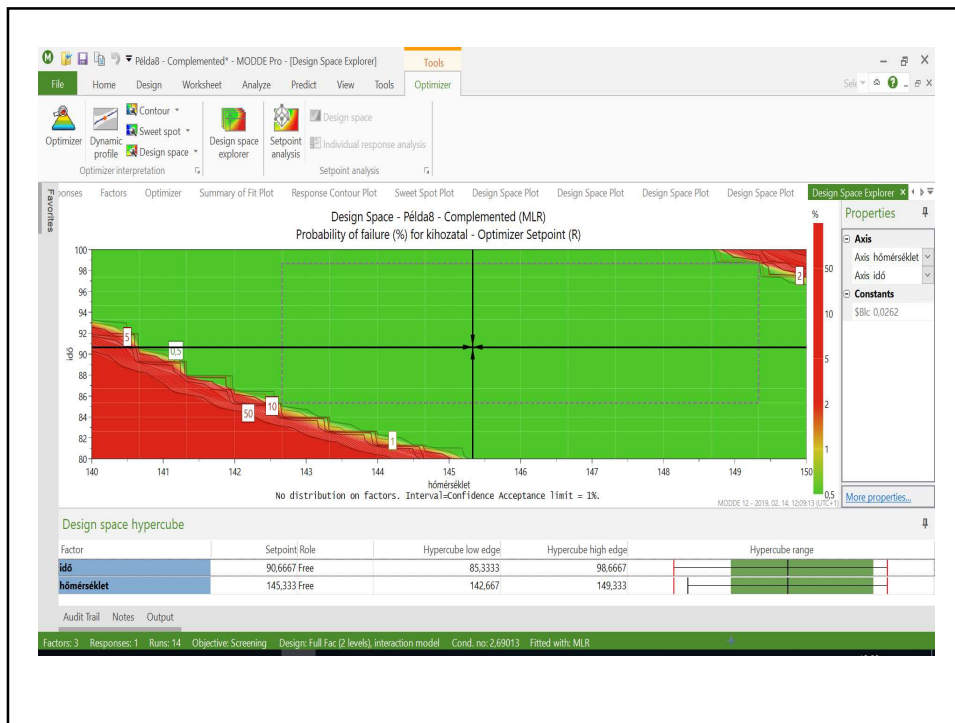 Példa8 - Complemented* - MODDE Pro - [Design Space Explorer]
Tools
File Home Design Worksheet Analyze Predict View Tools Optimizer
Optimizer
Dynamic profile
Contour
Sweet spot
Design space
Design space explorer
Setpoint analysis
Design space
Individual response analysis
Optimizer interpretation
Setpoint analysis
Favorites
ponses Factors Optimizer Summary of Fit Plot Response Contour Plot Sweet Spot Plot Design Space Plot Design Space Plot Design Space Plot Design Space Plot Design Space Explorer
Design Space - Példa8 - Complemented (MLR)
Probability of failure (%) for kihozatal - Optimizer Setpoint (R)
100
98
96
94
92
90
88
86
84
82
80
idő
5
0,5
50
10
1
2
140 141 142 143 144 145 146 147 148 149 150
hőmérséklet
No distribution on factors. Interval=Confidence Acceptance limit = 1%.
MODDE 12 - 2019. 02. 14. 12:09:13 (UTC+1)
%
50
10
5
2
1
0,5
Properties
Axis
Axis hőmérséklet
Axis idő
Constants
$Blc 0,0262
More properties...
Design space hypercube
Factor Setpoint Role Hypercube low edge Hypercube high edge Hypercube range
idő 90,6667 Free 85,3333 98,6667
hőmérséklet 145,333 Free 142,667 149,333
Audit Trail Notes Output
Factors: 3 Responses: 1 Runs: 14 Objective: Screening Design: Full Fac (2 levels), interaction model Cond. no: 2,69013 Fitted with: MLR